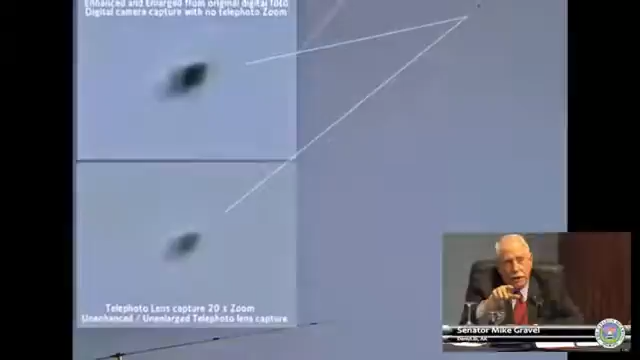 Enhanced and Enlarged from original digital foto
Digital camera capture with no telephoto Zoom
Telephoto Lens capture 20 x Zoom
Unenhanced / Unenlarged Telephoto lens capture
Senator Mike Gravel